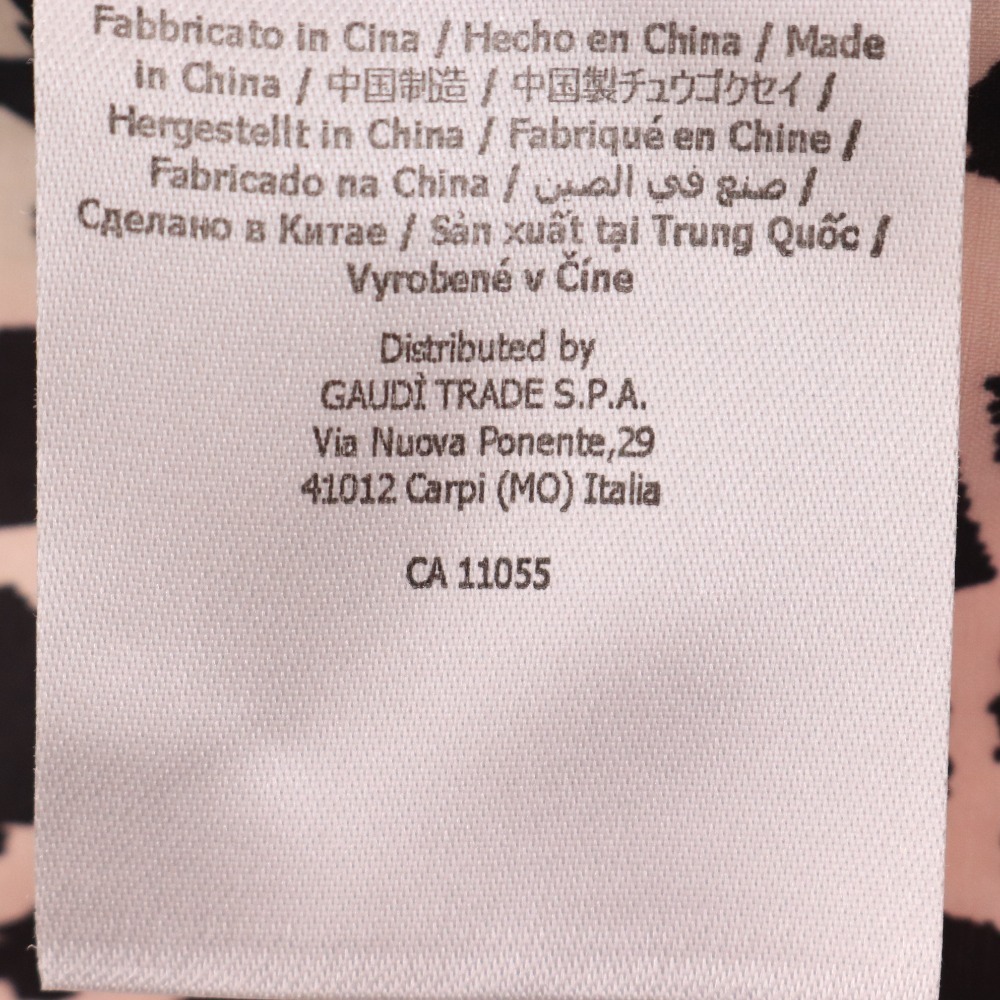 Fabbricato in Cina / Hecho en China / Made
in China / 中国制造 / 中国製チュウゴクセイ /
Hergestellt in China / Fabriqué en Chine /
Fabricado na China / صنع في الصين /
Сделано в Китае / Sản xuất tại Trung Quốc /
Vyrobené v Číne
Distributed by
GAUDÌ TRADE S.P.A.
Via Nuova Ponente,29
41012 Carpi (MO) Italia
CA 11055